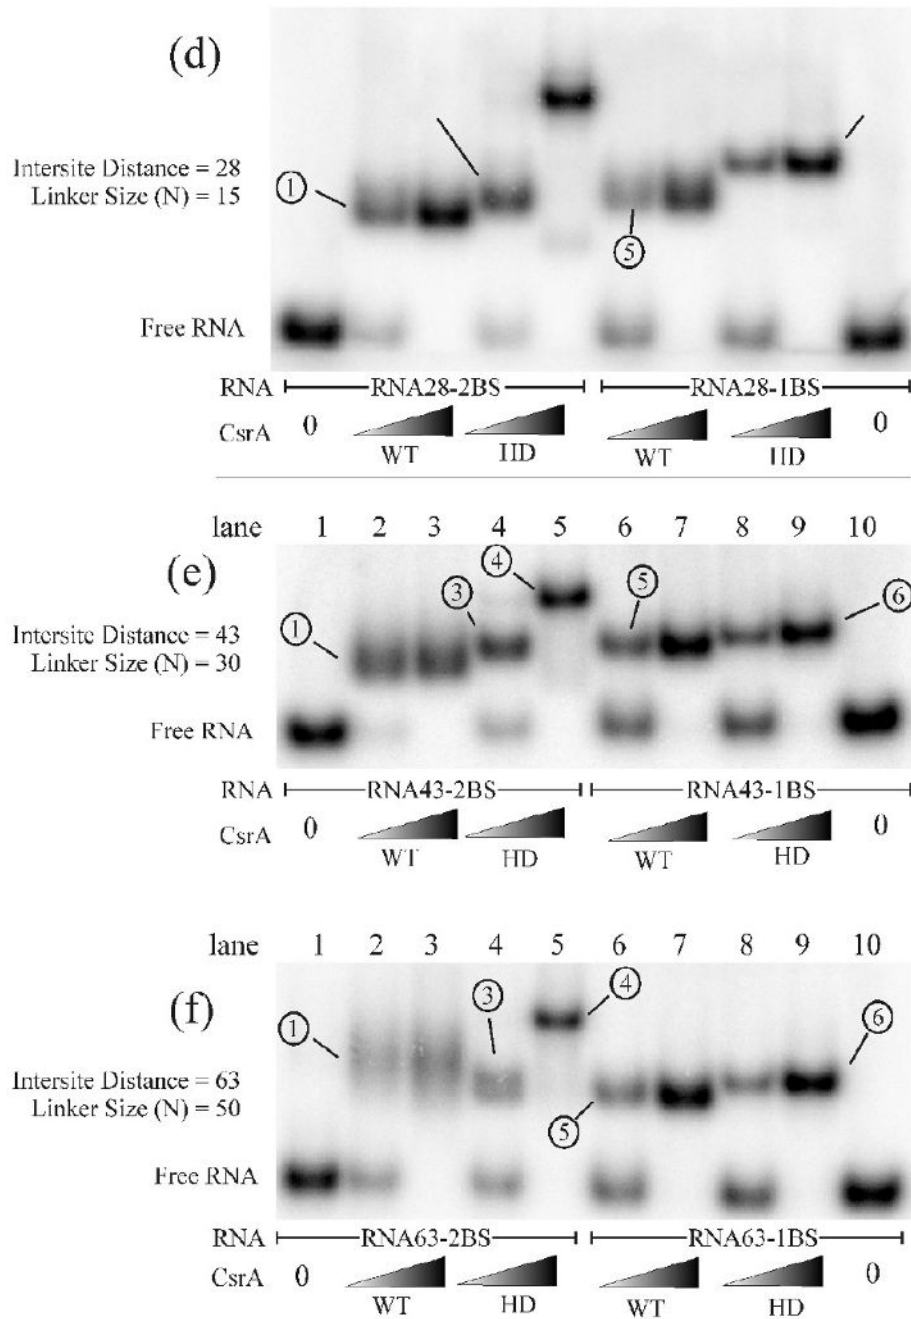 (d)
Intersite Distance = 28
Linker Size (N) = 15
①
⑤
Free RNA
RNA RNA28-2BS RNA28-1BS
CsrA 0 WT HD WT HD 0
lane 1 2 3 4 5 6 7 8 9 10
(e)
④
③ ⑤ ⑥
①
Intersite Distance = 43
Linker Size (N) = 30
Free RNA
RNA RNA43-2BS RNA43-1BS
CsrA 0 WT HD WT HD 0
lane 1 2 3 4 5 6 7 8 9 10
(f)
③ ④
① ⑥
Intersite Distance = 63
Linker Size (N) = 50
⑤
Free RNA
RNA RNA63-2BS RNA63-1BS
CsrA 0 WT HD WT HD 0